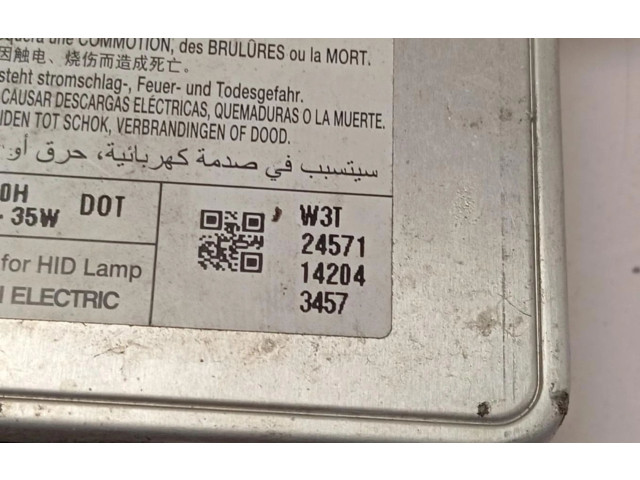 COMMOTION, des BRULÛRES ou la MORT.
因触电、烧伤而造成死亡。
steht stromschlag-, Feuer- und Todesgefahr.
CAUSAR DESCARGAS ELÉCTRICAS, QUEMADURAS O LA MUERTE.
EIDEN TOT SCHOK, VERBRANDINGEN OF DOOD.
سيتسبب في صدمة كهربائية، حرق أو
0H
35W DOT
for HID Lamp
ELECTRIC
W3T
24571
14204
3457